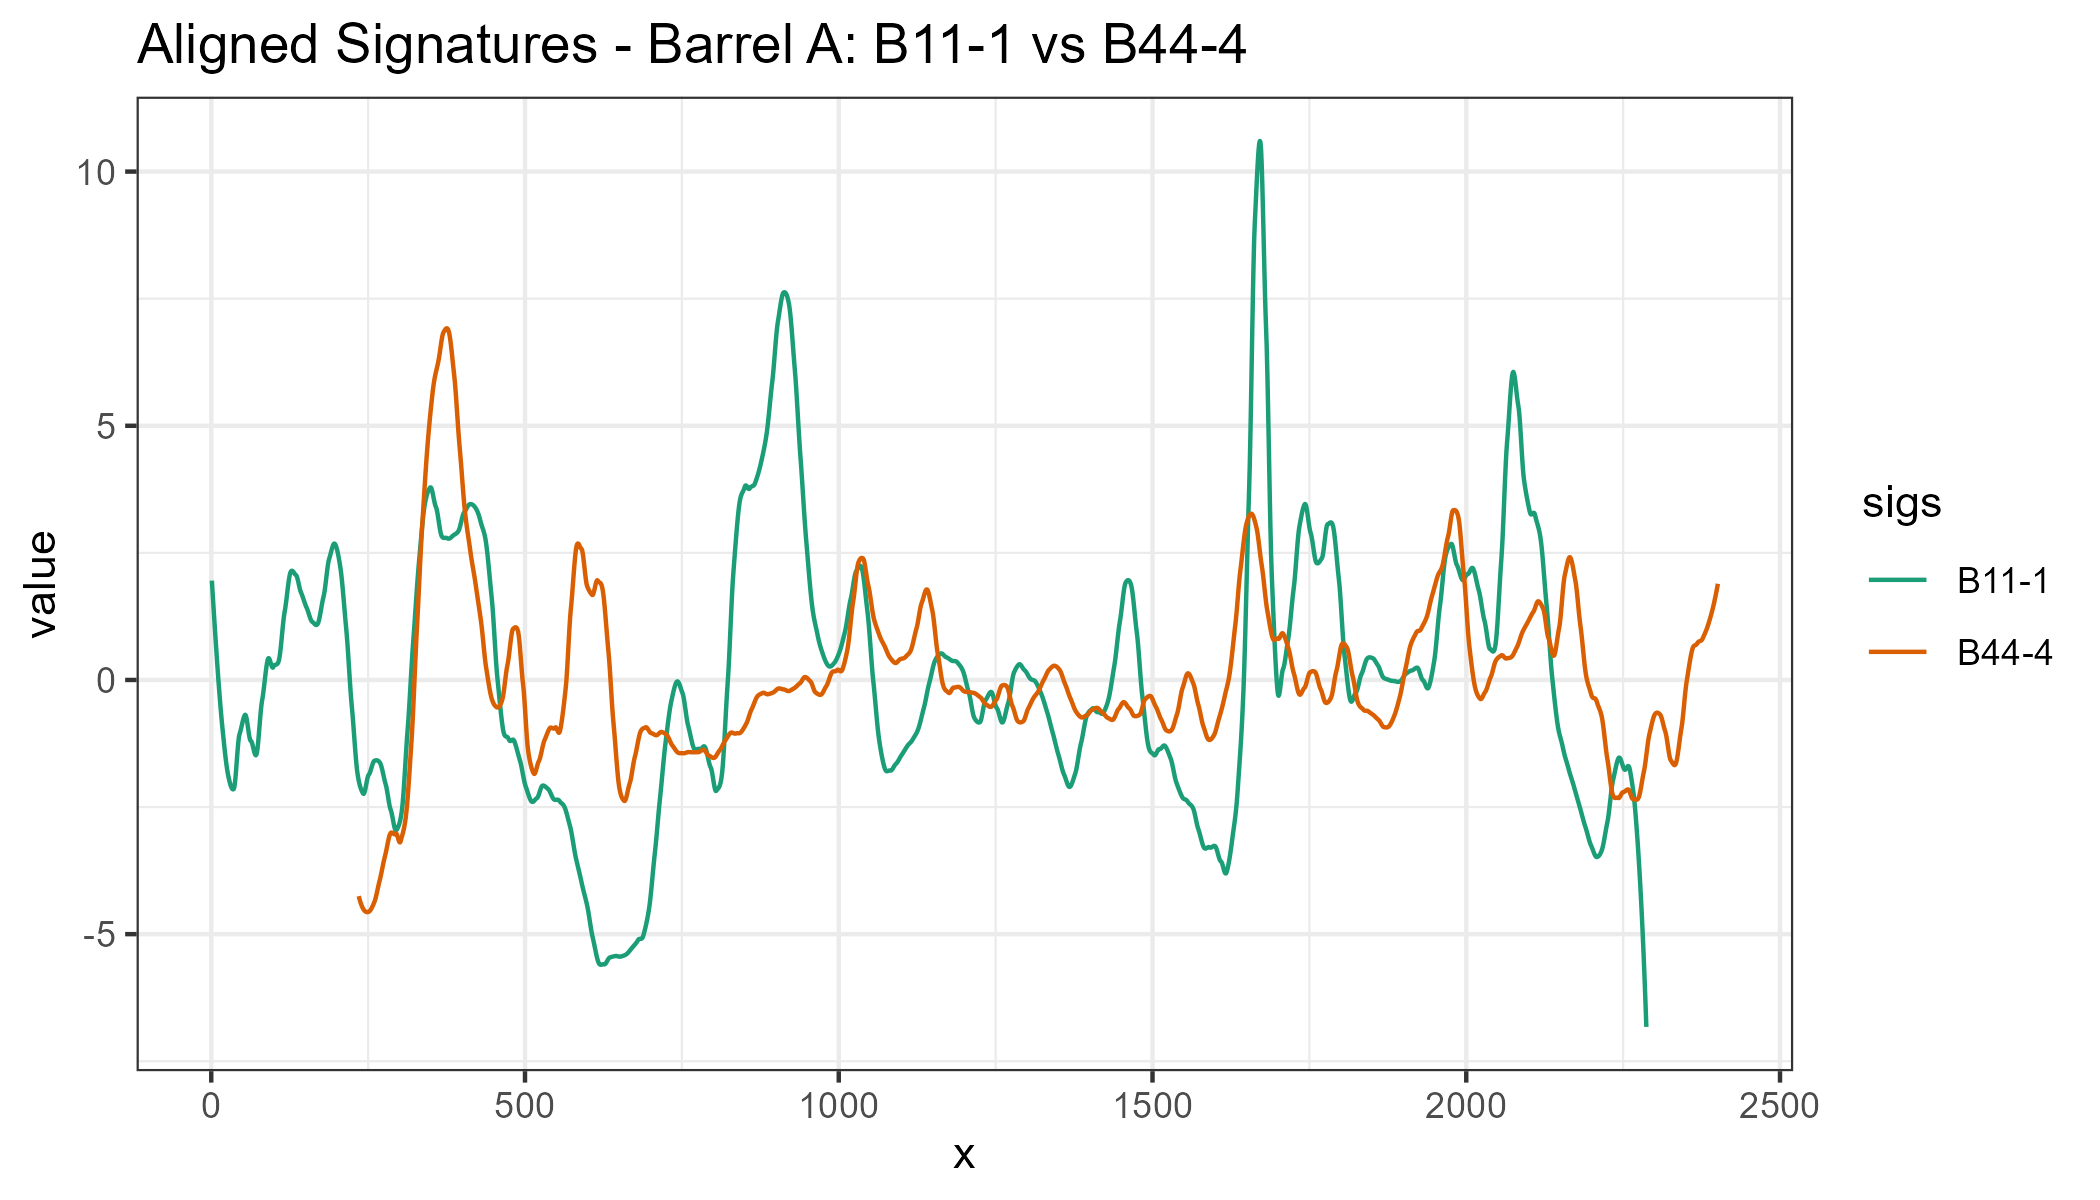 Aligned Signatures - Barrel A: B11-1 vs B44-4
10
5
0
-5
value
0 500 1000 1500 2000 2500
x
sigs
B11-1
B44-4